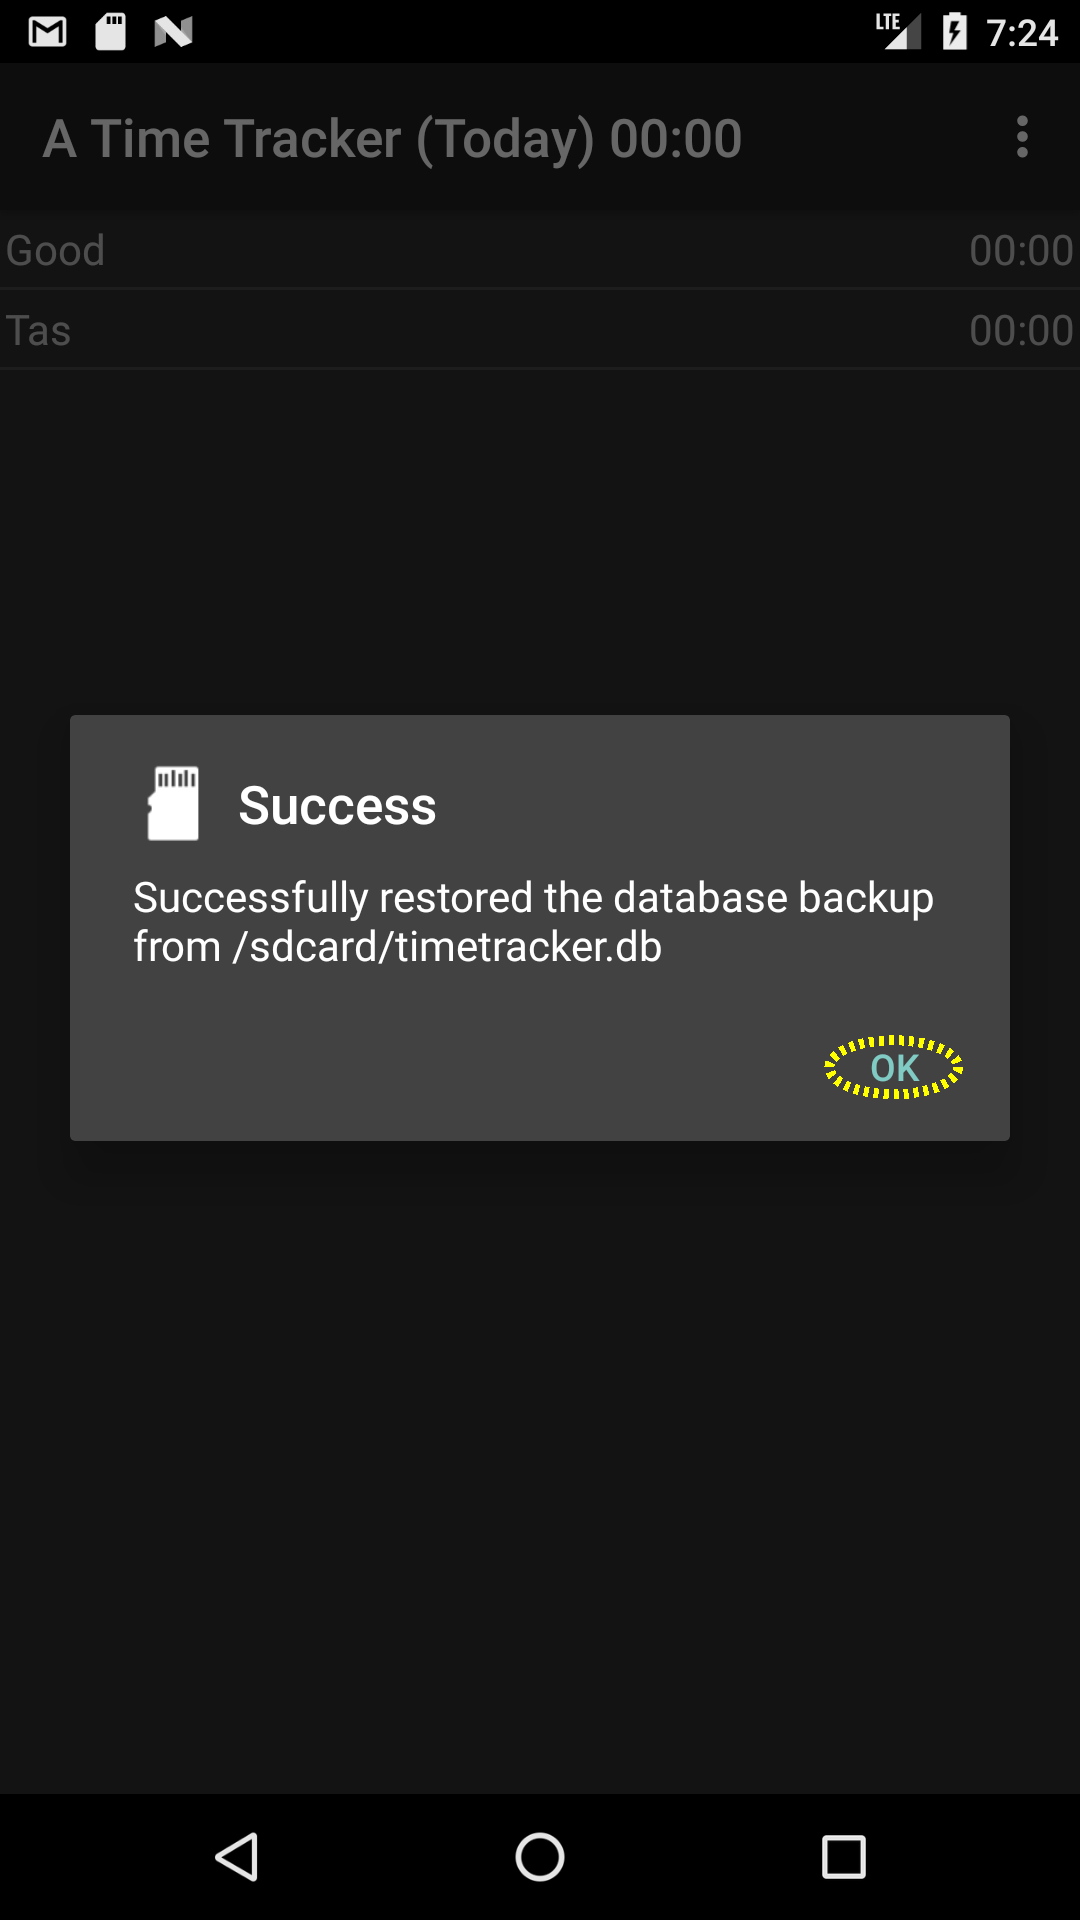 LTE 7:24
A Time Tracker (Today) 00:00
Good 00:00
Tas 00:00
Success
Successfully restored the database backup
from /sdcard/timetracker.db
OK